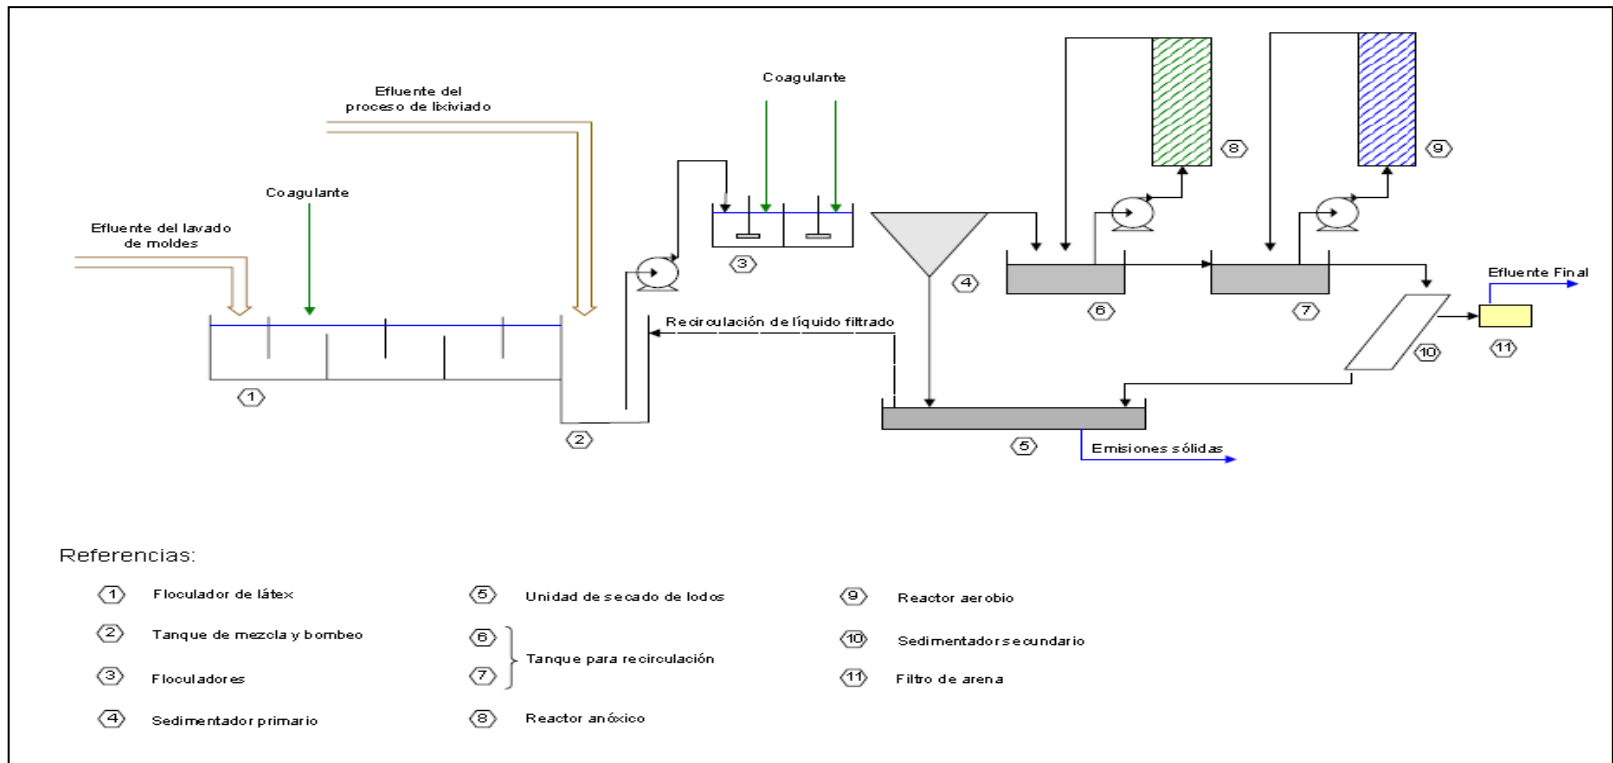 Coagulante
Efluente del
proceso de lixiviado
Coagulante
Efluente del lavado
de moldes
8
9
3
4
Efluente Final
6
7
Recirculación de líquido filtrado
10
11
1
2
5
Emisiones sólidas
Referencias:
1 Floculador de látex
2 Tanque de mezcla y bombeo
3 Floculadores
4 Sedimentador primario
5 Unidad de secado de lodos
6
Tanque para recirculación
7
8 Reactor anóxico
9 Reactor aerobio
10 Sedimentador secundario
11 Filtro de arena